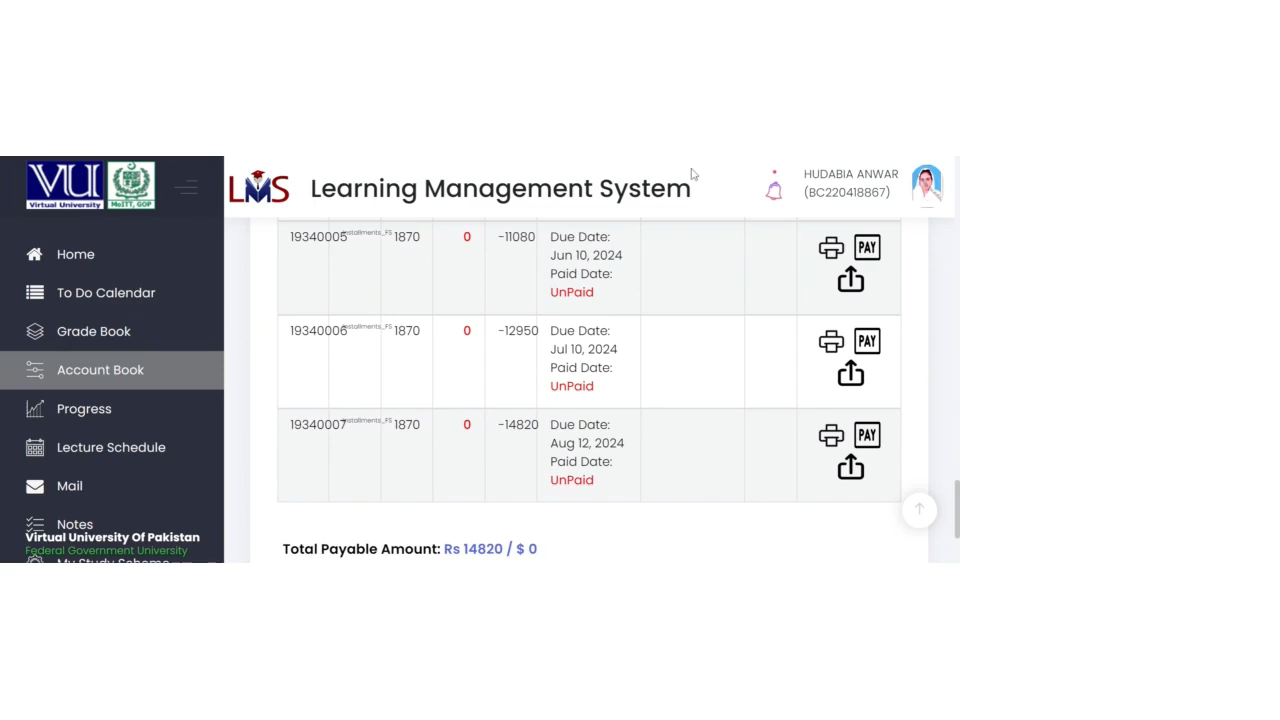 VU
Virtual University
MoITT, GOP
LMS
Learning Management System
HUDABIA ANWAR
(BC220418867)
Home
To Do Calendar
Grade Book
Account Book
Progress
Lecture Schedule
Mail
Notes
Virtual University Of Pakistan
Federal Government University
My Study Scheme
19340005 Installments_FS 1870 0 -11080 Due Date:
Jun 10, 2024
Paid Date:
UnPaid
PAY
19340006 Installments_FS 1870 0 -12950 Due Date:
Jul 10, 2024
Paid Date:
UnPaid
PAY
19340007 Installments_FS 1870 0 -14820 Due Date:
Aug 12, 2024
Paid Date:
UnPaid
PAY
Total Payable Amount: Rs 14820 / $ 0